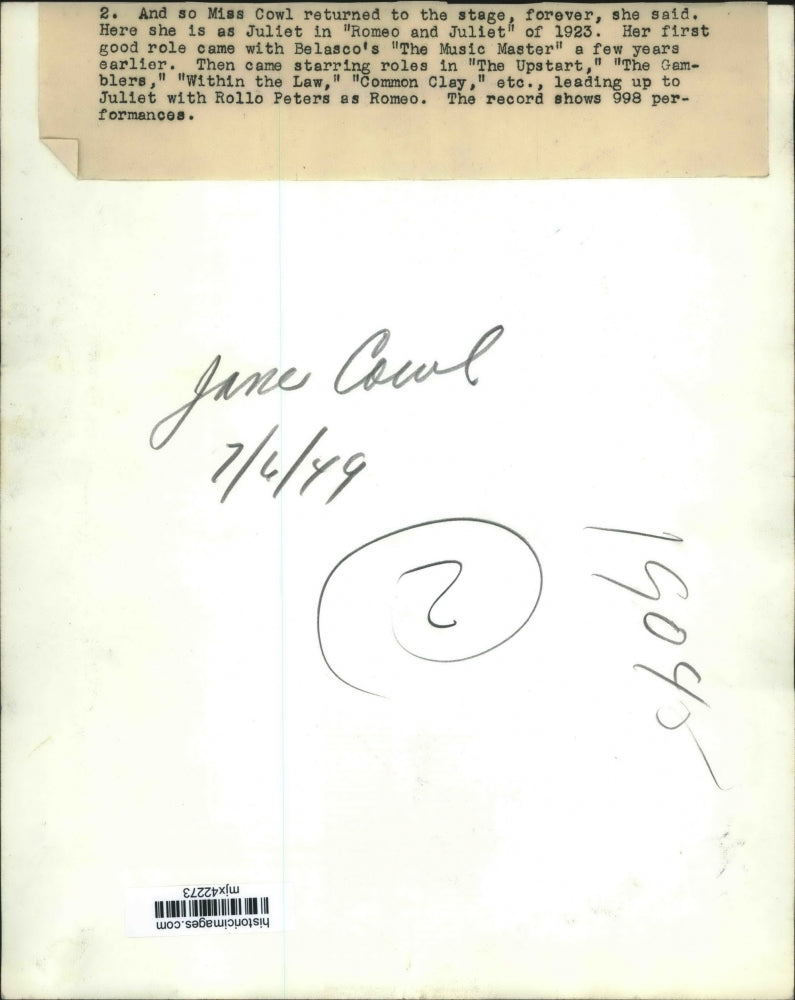 2. And so Miss Cowl returned to the stage, forever, she said.
Here she is as Juliet in "Romeo and Juliet" of 1923. Her first
good role came with Belasco's "The Music Master" a few years
earlier. Then came starring roles in "The Upstart," "The Gam-
blers," "Within the Law," "Common Clay," etc., leading up to
Juliet with Rollo Peters as Romeo. The record shows 998 per-
formances.
Jane Cowl
7/6/49
2
historicimages.com
mjx42273